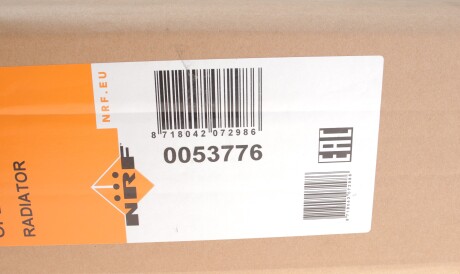 NRF.EU
8 718042 072986
0053776
EAC
NRF
RADIATOR